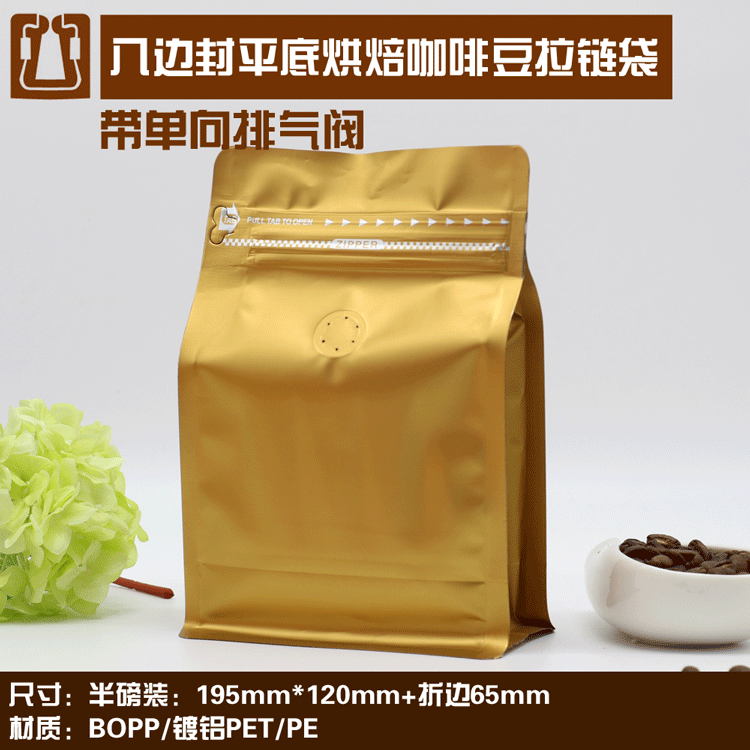 八边封平底烘焙咖啡豆拉链袋
带单向排气阀
PULL TAB TO OPEN
ZIPPER
尺寸：半磅装：195mm*120mm+折边65mm
材质：BOPP/镀铝PET/PE